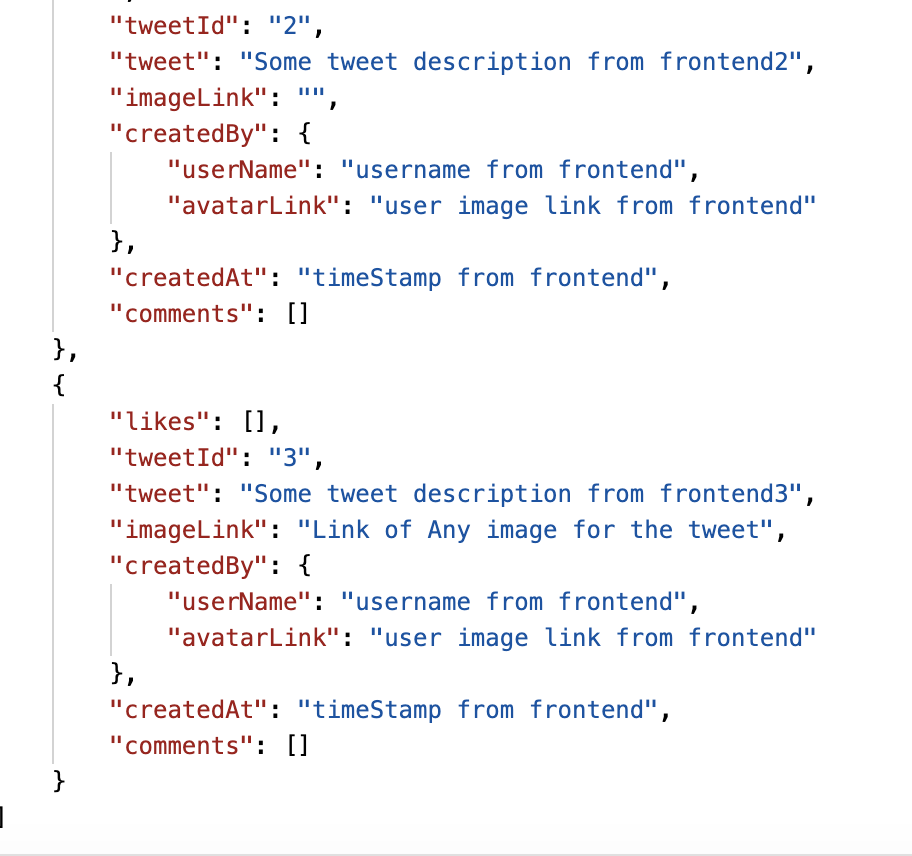 "tweetId": "2",
"tweet": "Some tweet description from frontend2",
"imageLink": "",
"createdBy": {
"userName": "username from frontend",
"avatarLink": "user image link from frontend"
},
"createdAt": "timeStamp from frontend",
"comments": []
},
{
"likes": [],
"tweetId": "3",
"tweet": "Some tweet description from frontend3",
"imageLink": "Link of Any image for the tweet",
"createdBy": {
"userName": "username from frontend",
"avatarLink": "user image link from frontend"
},
"createdAt": "timeStamp from frontend",
"comments": []
}